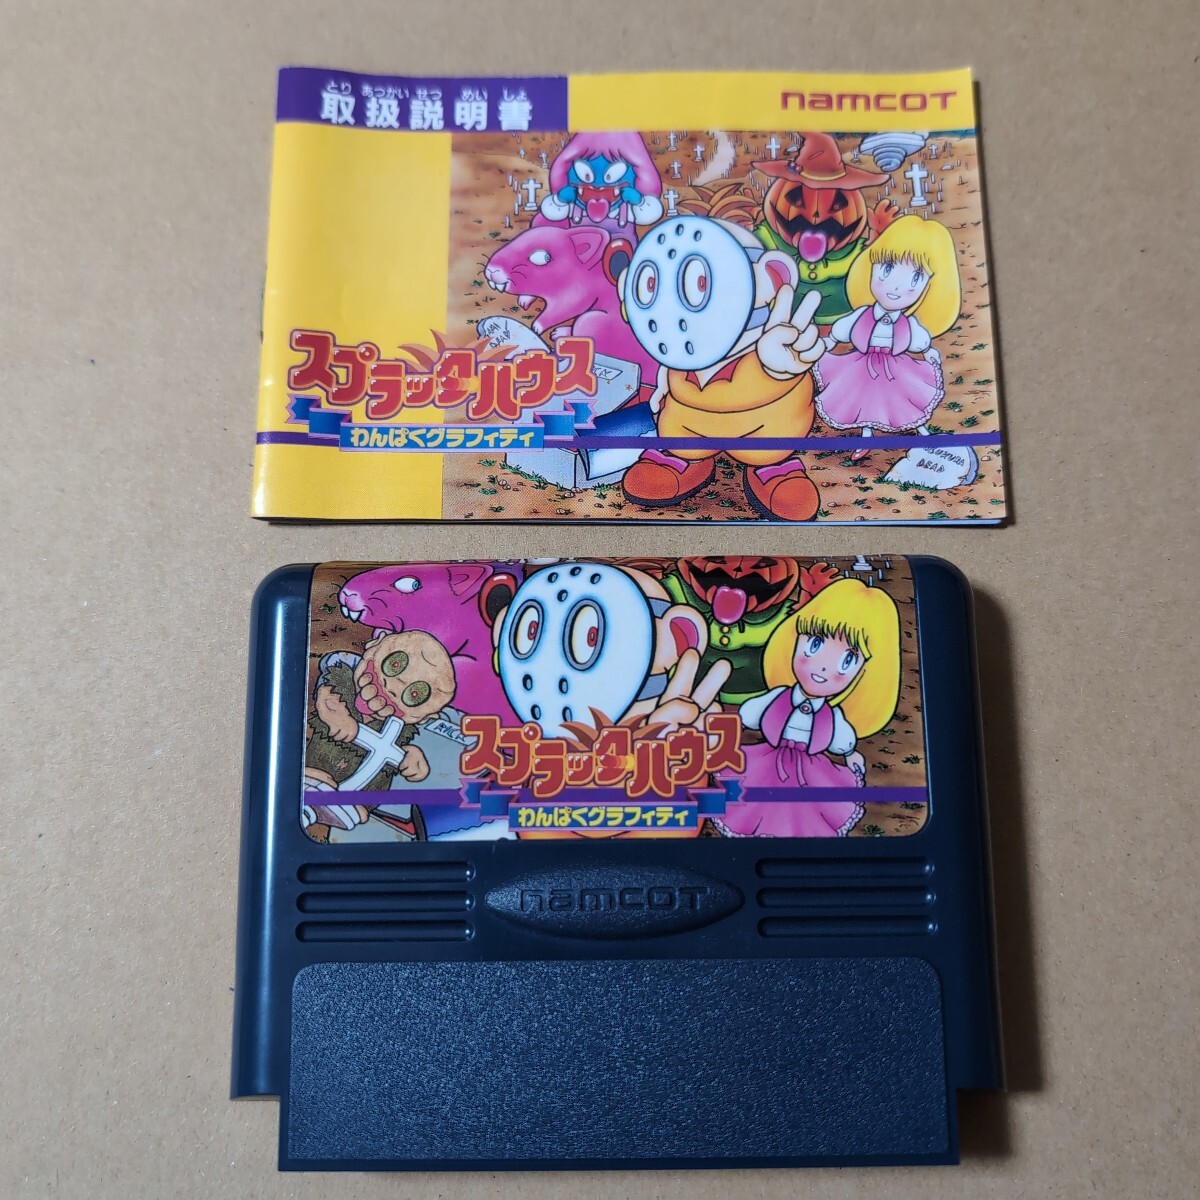 とり あつかい せつ めい しょ
取扱説明書
namcoT
スプラッターハウス
わんぱくグラフィティ
DEAD
スプラッターハウス
わんぱくグラフィティ
namcoT